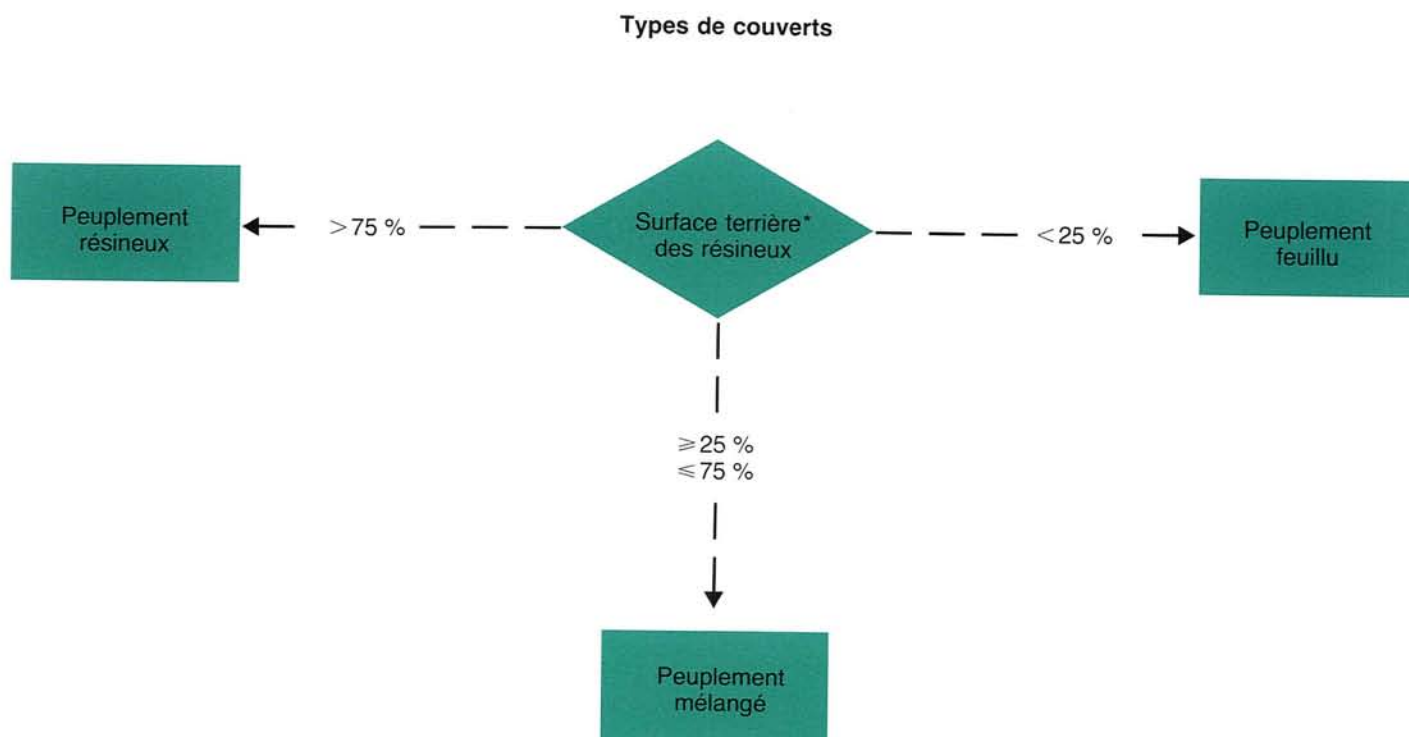 Types de couverts
Peuplement
résineux
>75 %
Surface terrière*
des résineux
<25 %
Peuplement
feuillu
≥25 %
≤75 %
Peuplement
mélangé